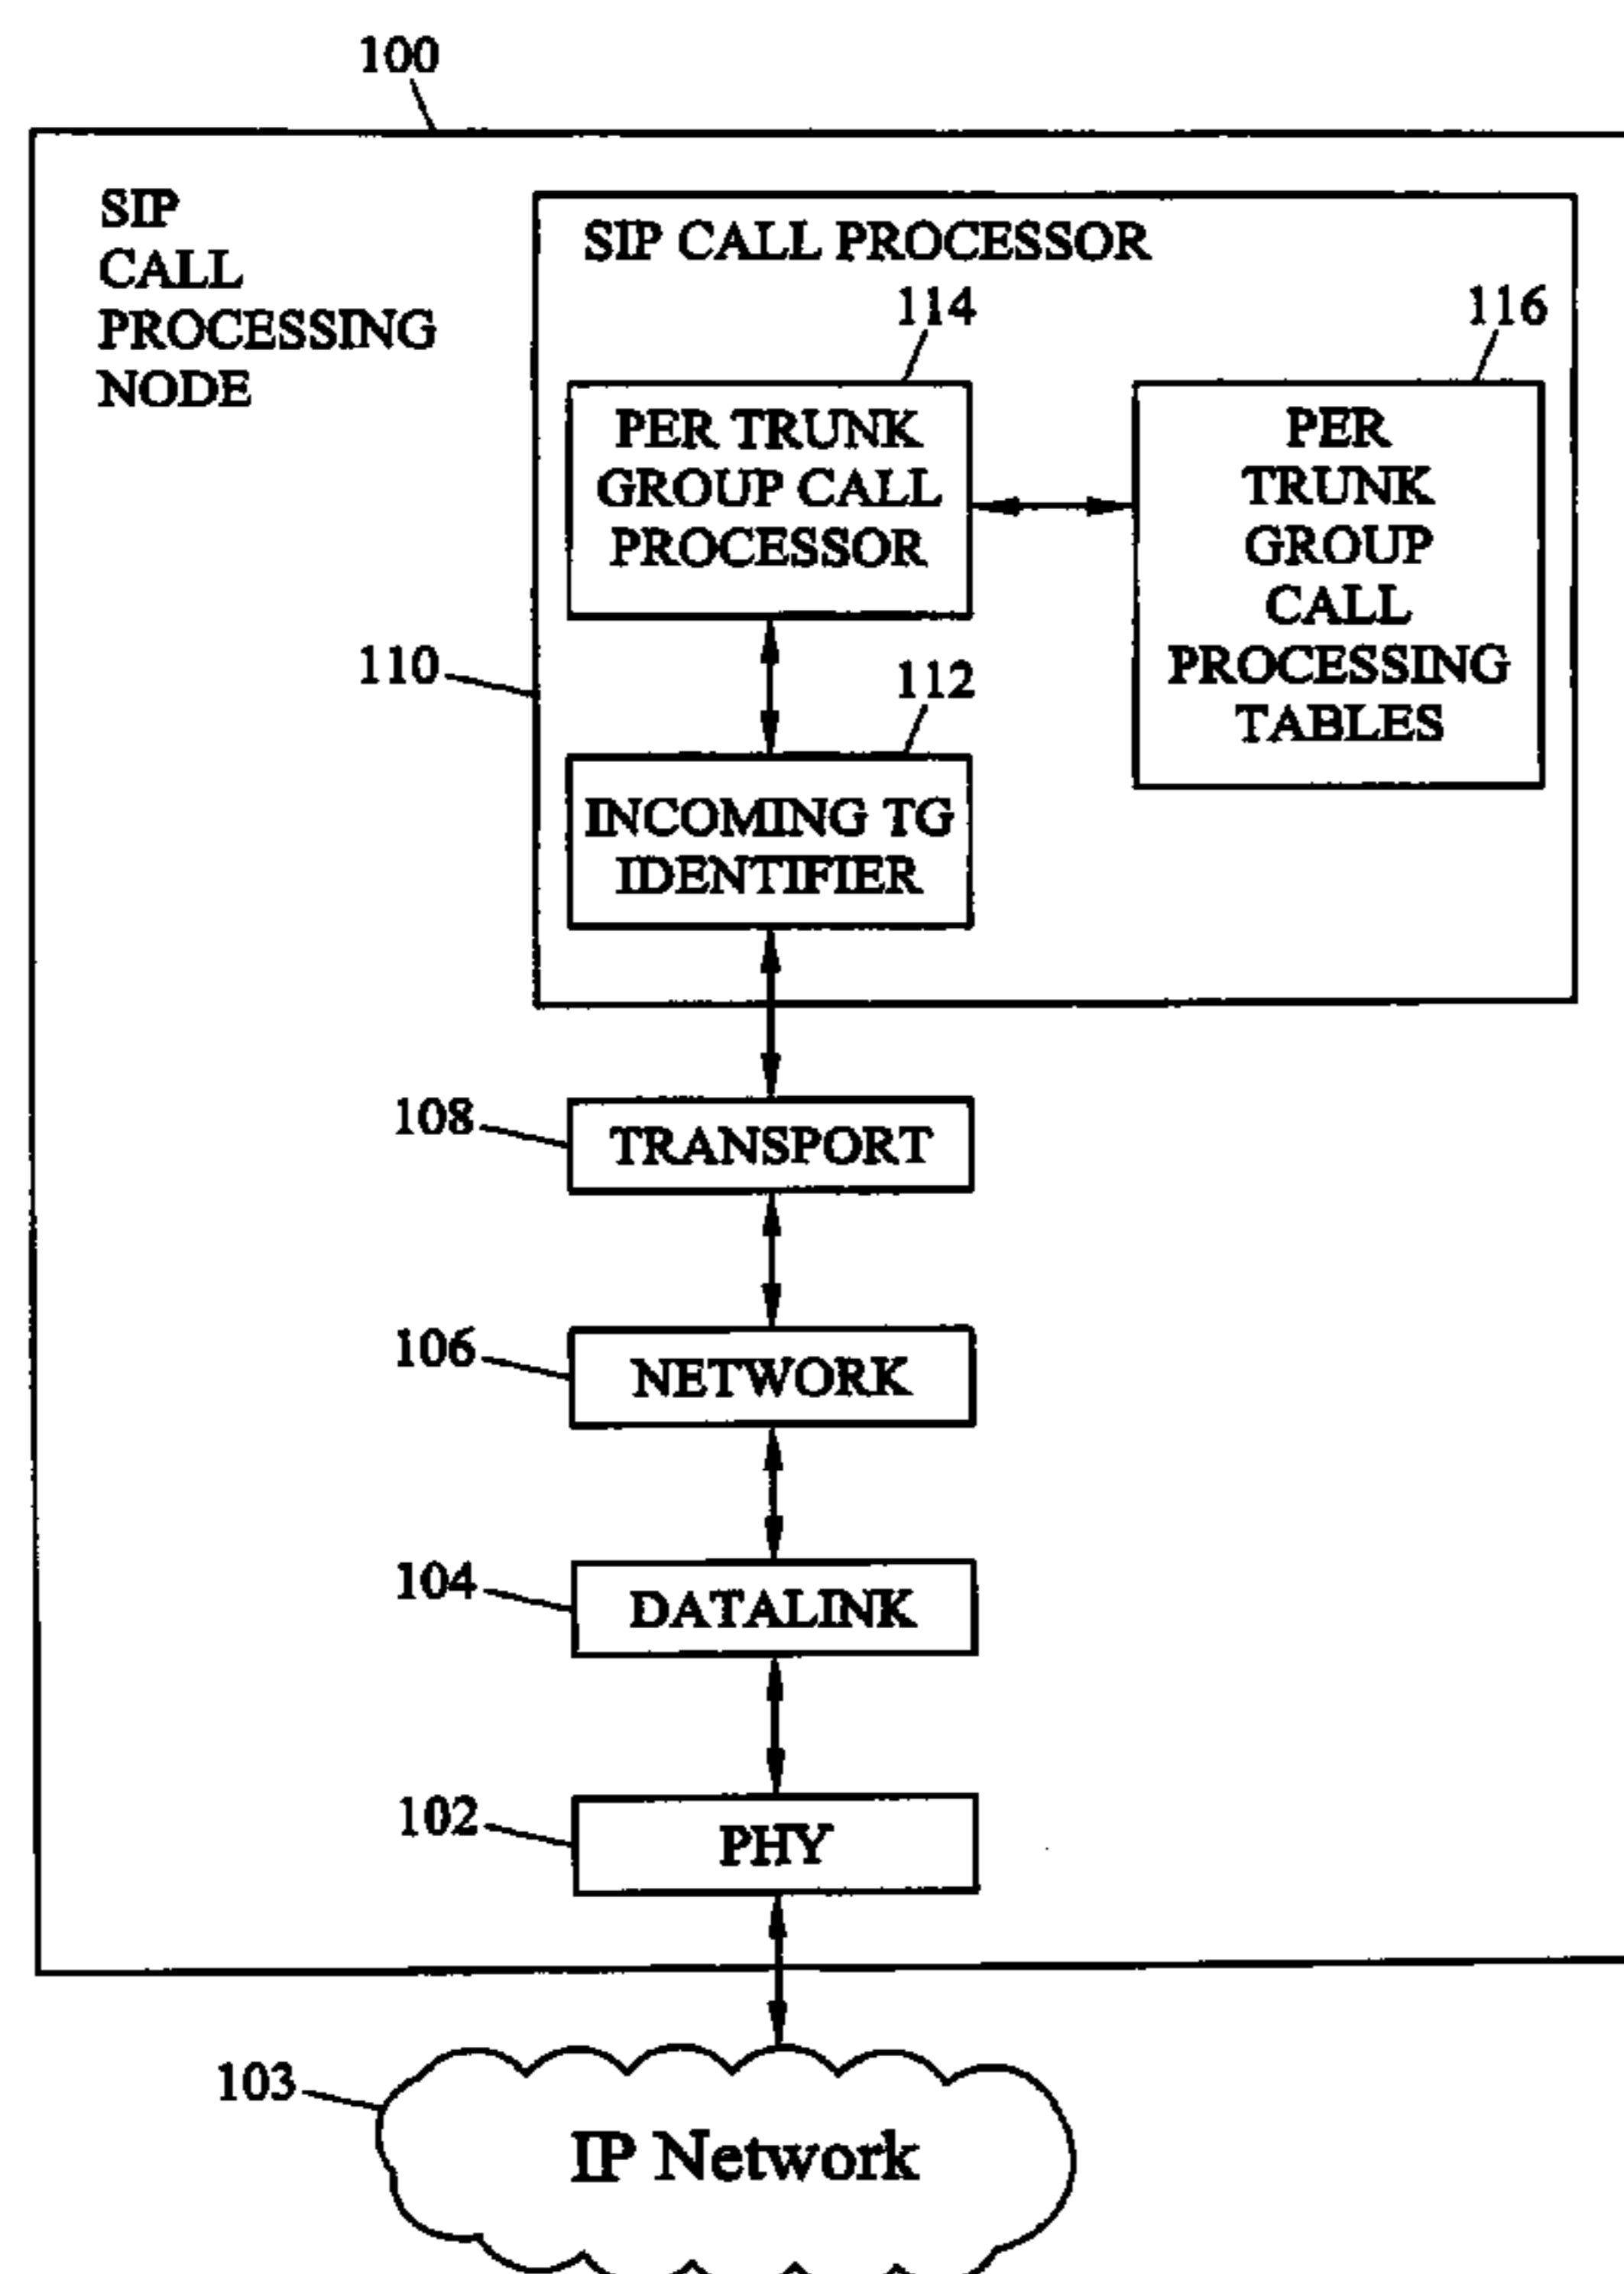 100
SIP
CALL
PROCESSING
NODE
SIP CALL PROCESSOR
114
116
PER TRUNK
GROUP CALL
PROCESSOR
PER
TRUNK
GROUP
CALL
PROCESSING
TABLES
110
112
INCOMING TG
IDENTIFIER
108
TRANSPORT
106
NETWORK
104
DATALINK
102
PHY
103
IP Network